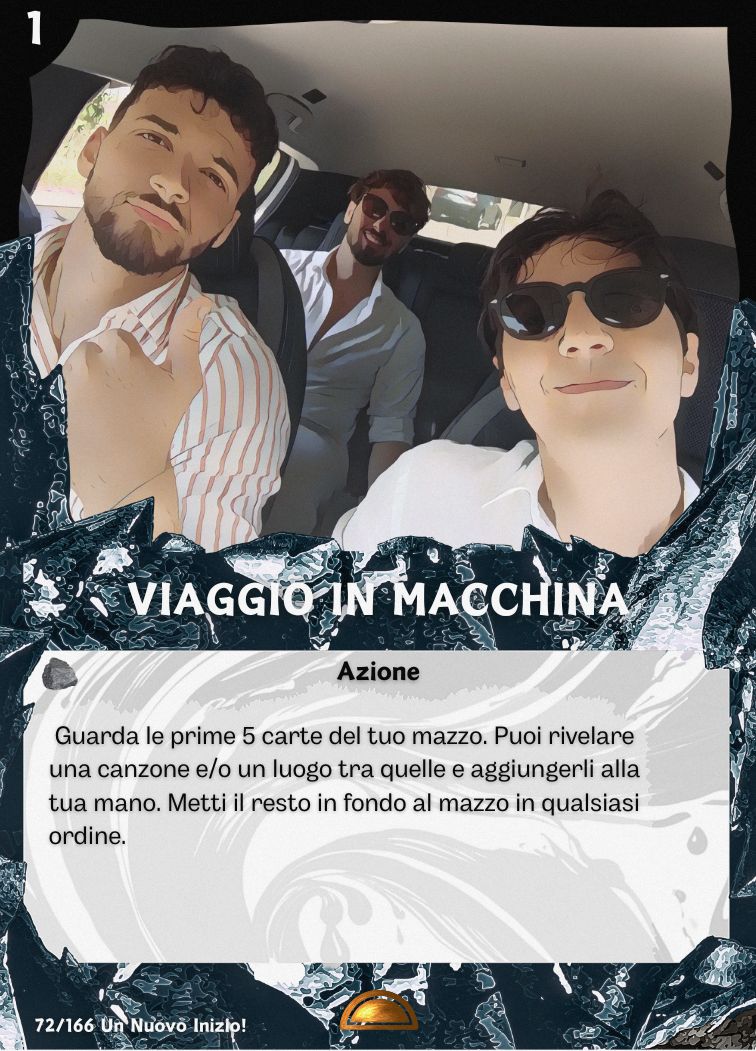 1
VIAGGIO IN MACCHINA
Azione
Guarda le prime 5 carte del tuo mazzo. Puoi rivelare
una canzone e/o un luogo tra quelle e aggiungerli alla
tua mano. Metti il resto in fondo al mazzo in qualsiasi
ordine.
72/166 Un Nuovo Inizio!